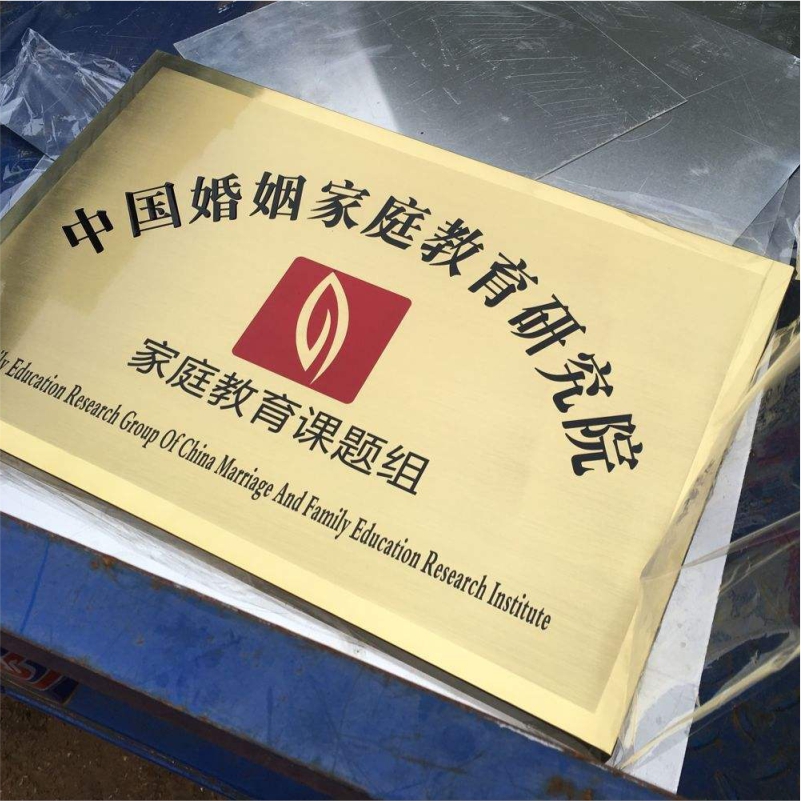 中国婚姻家庭教育研究院
家庭教育课题组
Education Research Group Of China Marriage And Family Education Research Institute